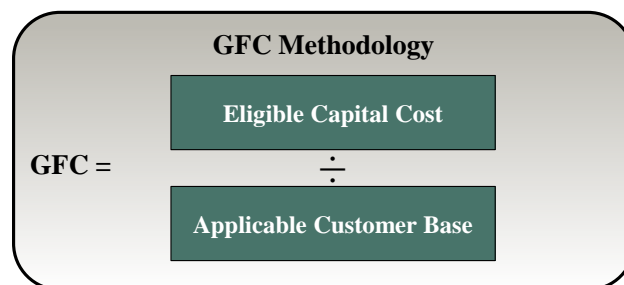 GFC Methodology
Eligible Capital Cost
GFC =
÷
Applicable Customer Base